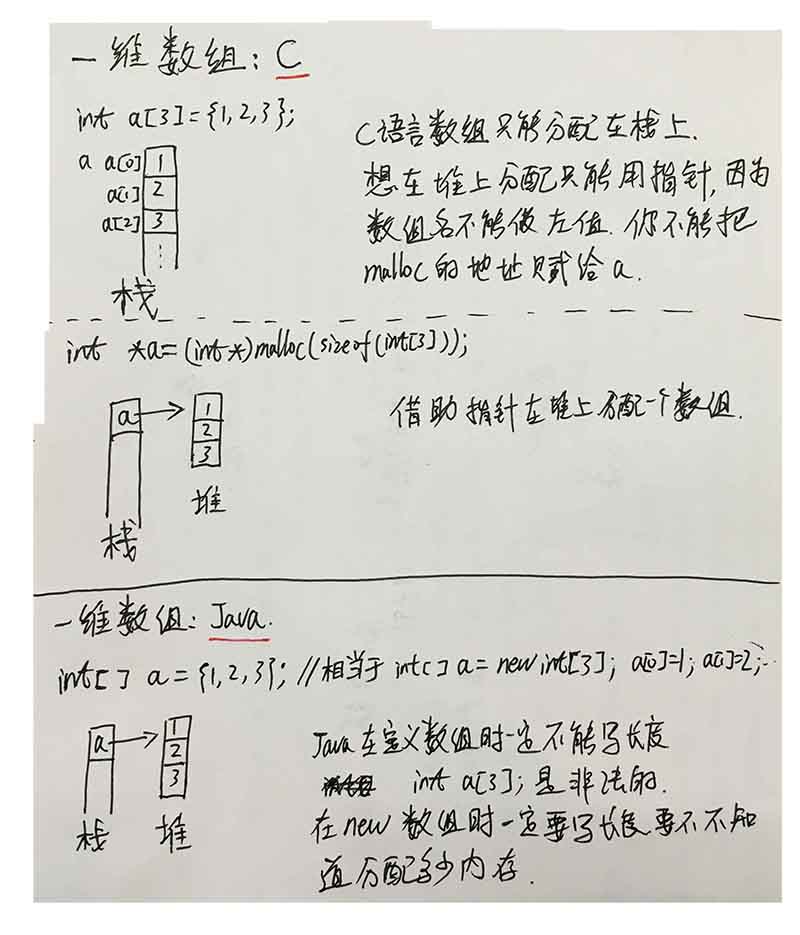 一维数组：C
int a[3]={1,2,3};
a a[0] 1
a[1] 2
a[2] 3
⋮
栈
C语言数组只能分配在栈上.
想在堆上分配只能用指针,因为
数组名不能做左值.你不能把
malloc的地址赋给a.
int *a=(int*)malloc(sizeof(int[3]));
a
1
2
3
堆
栈
借助指针在堆上分配一个数组.
一维数组：Java.
int[] a={1,2,3}; //相当于int[] a=new int[3]; a[0]=1; a[1]=2;…
a
1
2
3
栈
堆
Java在定义数组时一定不能写长度
int a[3];是非法的.
在new数组时一定要写长度要不不知
道分配多少内存.